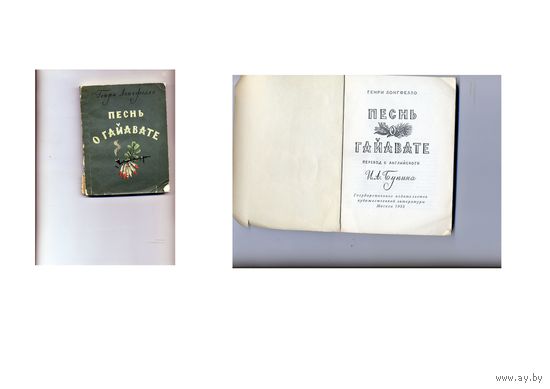 Генри Лонгфелло
ПЕСНЬ
О ГАЙАВАТЕ
ГЕНРИ ЛОНГФЕЛЛО
ПЕСНЬ
О
ГАЙАВАТЕ
ПЕРЕВОД С АНГЛИЙСКОГО
И.А. Бунина
Государственное издательство
художественной литературы
Москва 1955
www.ay.by